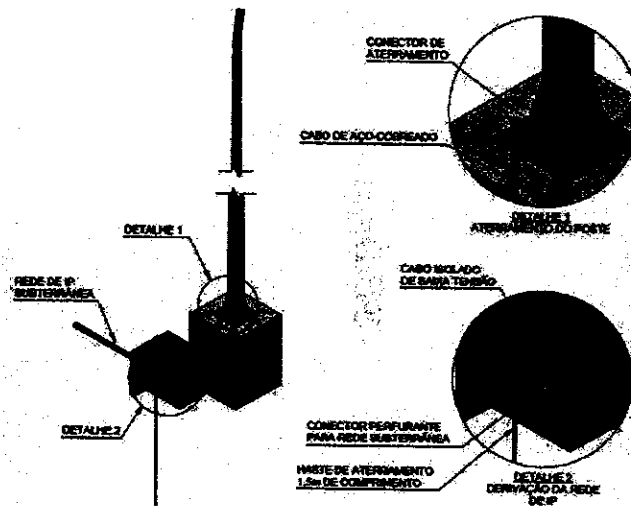 CONECTOR DE
ATERRAMENTO
CABO DE AÇO-COBREADO
DETALHE 1
ATERRAMENTO DO POSTE
DETALHE 1
REDE DE IP
SUBTERRÂNEA
DETALHE 2
CABO ISOLADO
DE BAIXA TENSÃO
CONECTOR PERFURANTE
PARA REDE SUBTERRÂNEA
HASTE DE ATERRAMENTO
1,5m DE COMPRIMENTO
DETALHE 2
DERIVAÇÃO DA REDE
DE IP